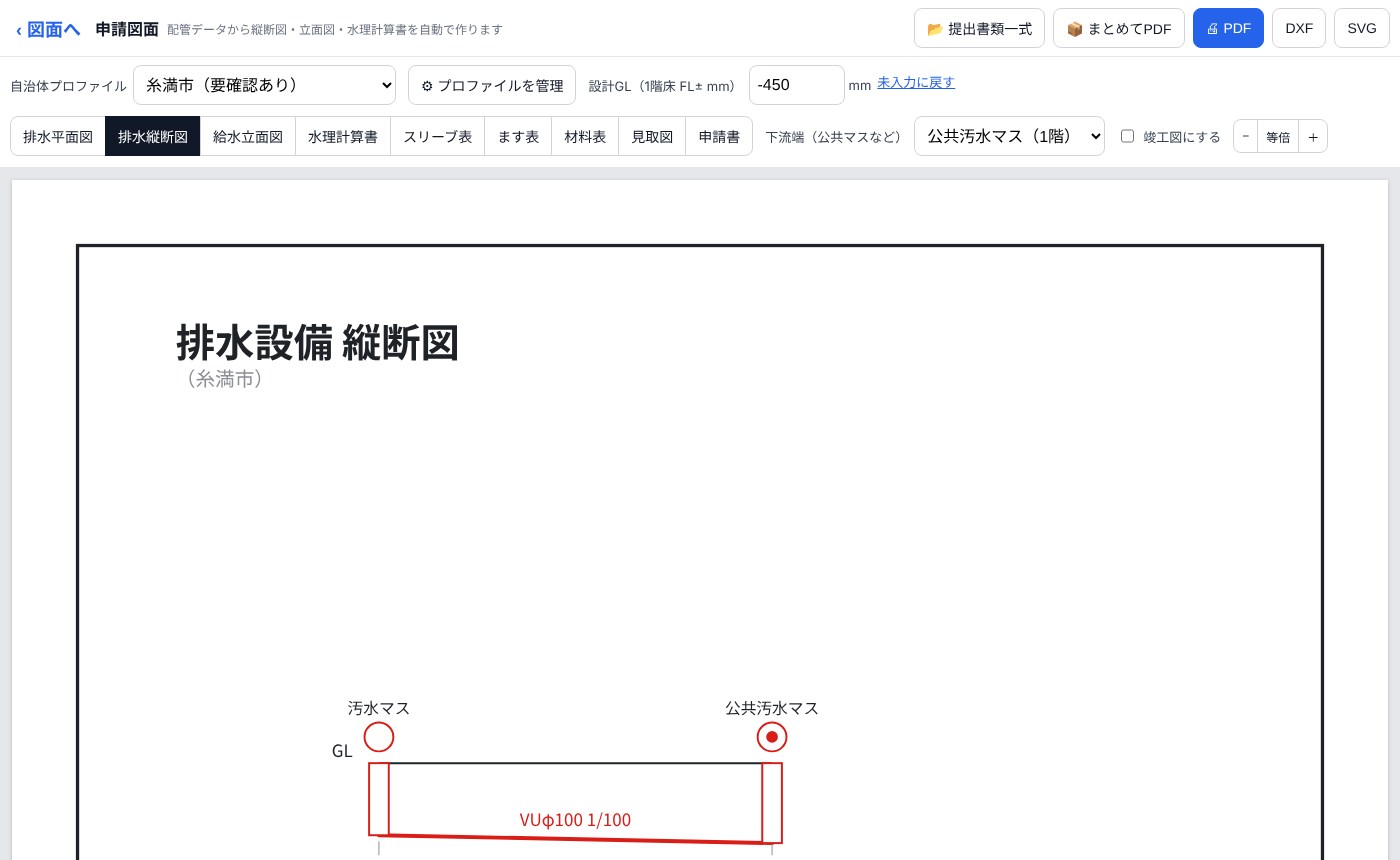 ‹ 図面へ 申請図面 配管データから縦断図・立面図・水理計算書を自動で作ります 📂 提出書類一式 📦 まとめてPDF 🖨 PDF DXF SVG
自治体プロファイル 糸満市（要確認あり） ⚙ プロファイルを管理 設計GL（1階床 FL± mm） -450 mm 未入力に戻す
排水平面図 排水縦断図 給水立面図 水理計算書 スリーブ表 ます表 材料表 見取図 申請書 下流端（公共マスなど） 公共汚水マス（1階） 竣工図にする － 等倍 ＋
排水設備 縦断図
（糸満市）
汚水マス 公共汚水マス
GL
VUφ100 1/100